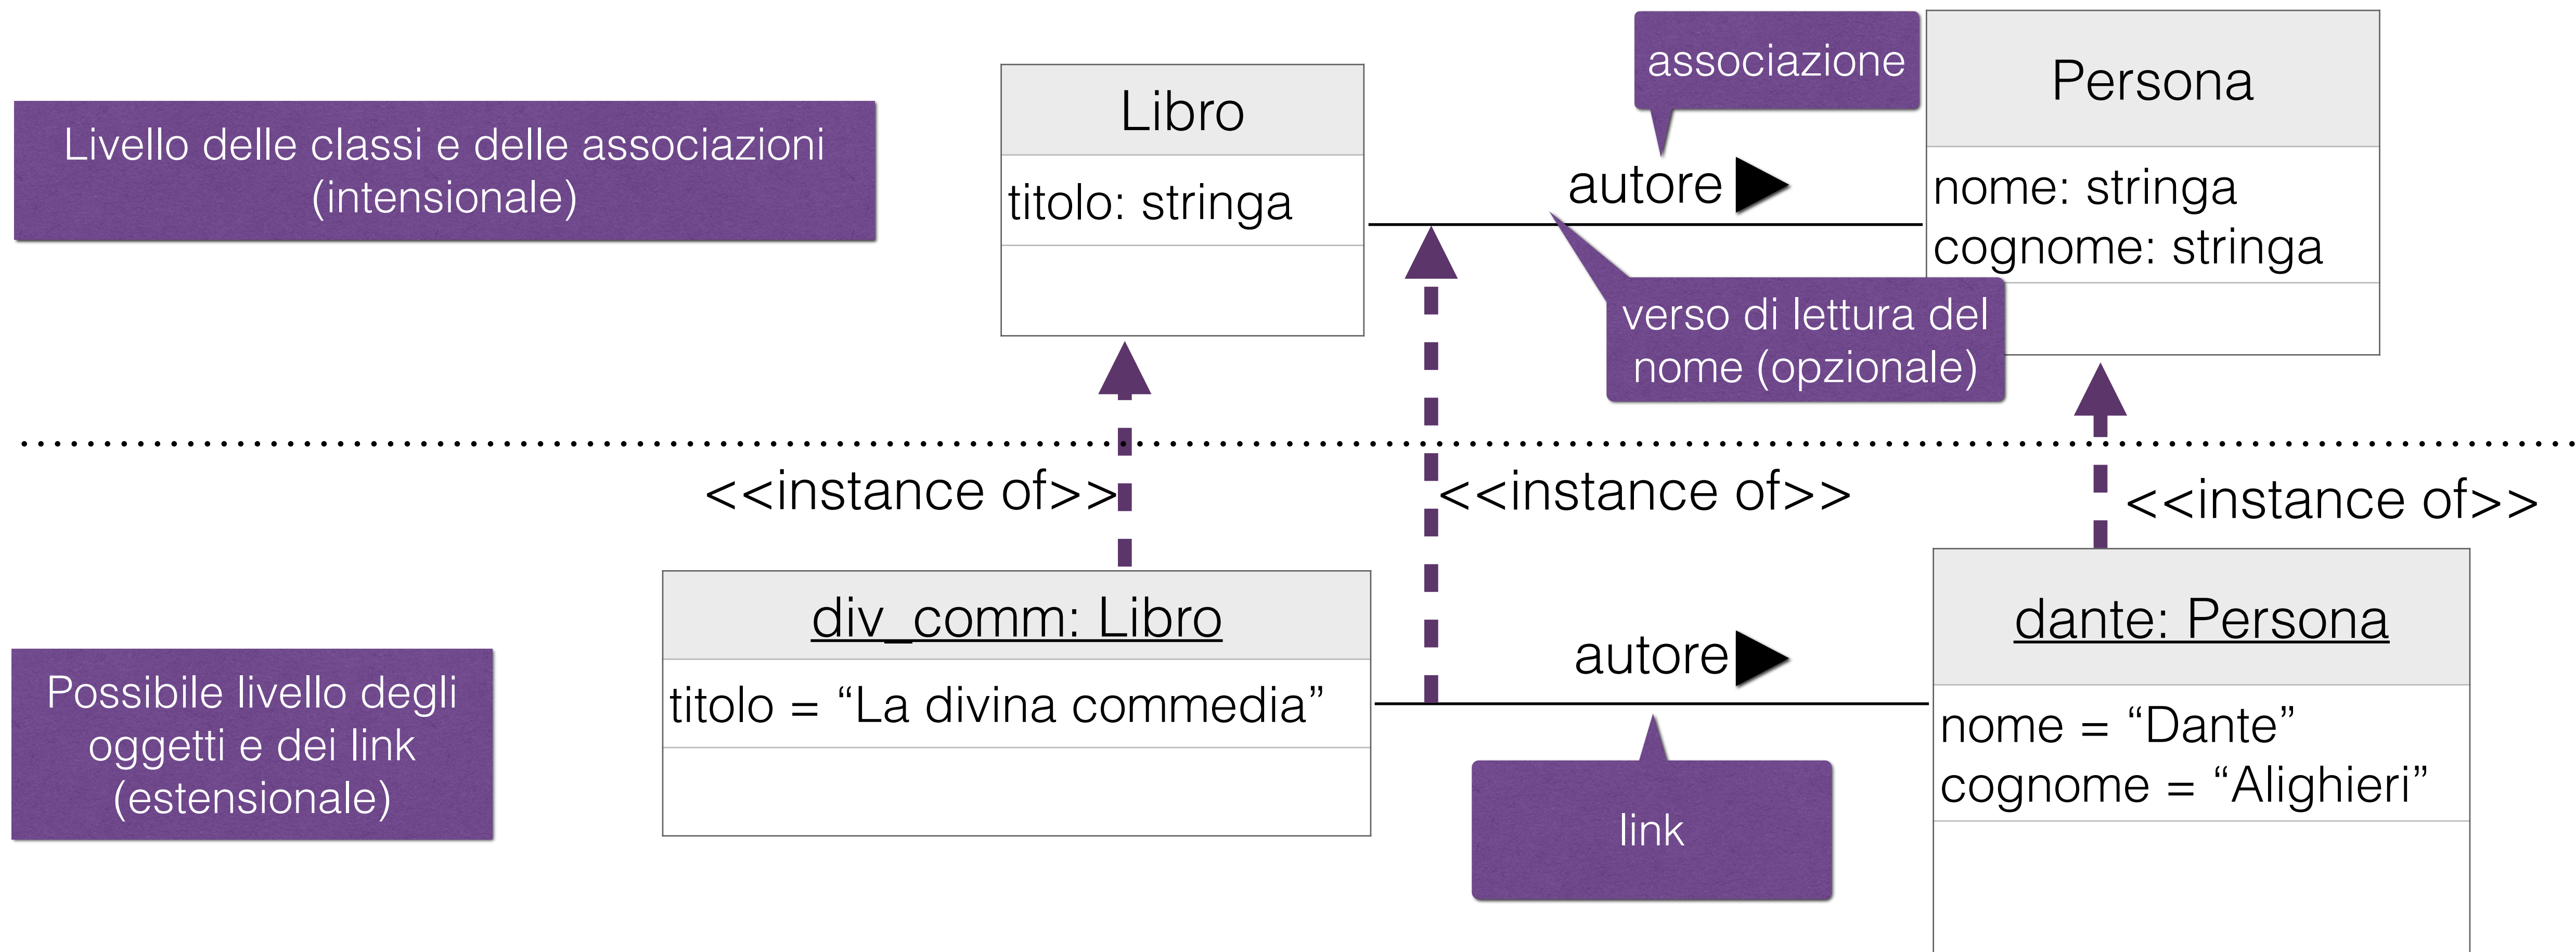 Livello delle classi e delle associazioni
(intensionale)
Libro
titolo: stringa
associazione
autore
verso di lettura del
nome (opzionale)
Persona
nome: stringa
cognome: stringa
<<instance of>>
<<instance of>>
<<instance of>>
Possibile livello degli
oggetti e dei link
(estensionale)
div_comm: Libro
titolo = “La divina commedia”
autore
link
dante: Persona
nome = “Dante”
cognome = “Alighieri”